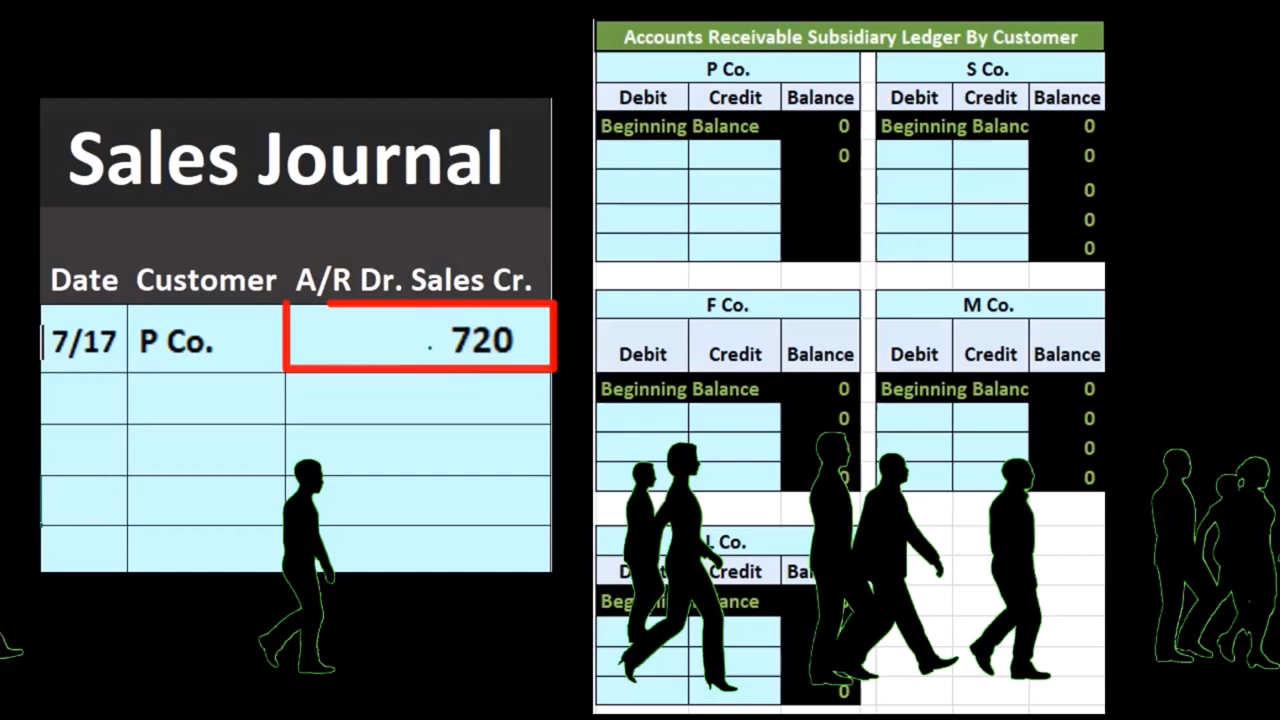 Sales Journal
Date Customer A/R Dr. Sales Cr.
7/17 P Co. 720
Accounts Receivable Subsidiary Ledger By Customer
P Co.
Debit Credit Balance
Beginning Balance 0
0
S Co.
Debit Credit Balance
Beginning Balanc 0
0
0
0
0
F Co.
Debit Credit Balance
Beginning Balance 0
0
0
0
M Co.
Debit Credit Balance
Beginning Balanc 0
0
0
0
Co.
Credit
0